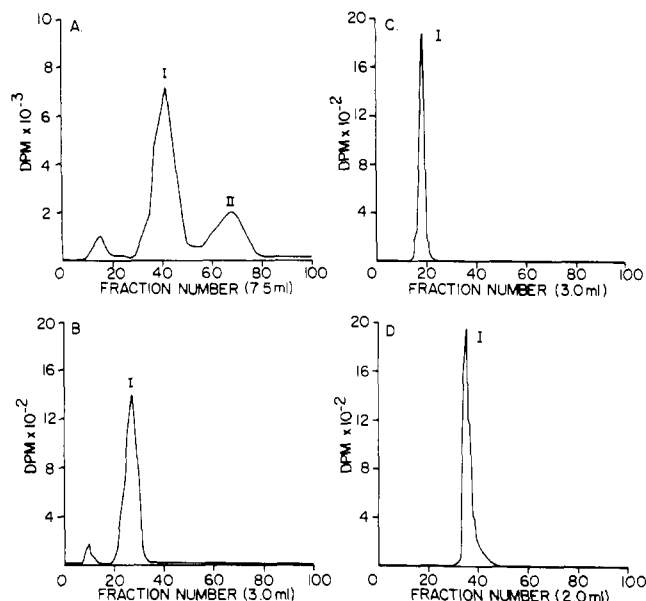 A.
10
8
6
4
2
DPM x 10⁻³
I
II
0 20 40 60 80 100
FRACTION NUMBER (7.5 ml)
C.
20
16
12
8
4
DPM x 10⁻²
I
0 20 40 60 80 100
FRACTION NUMBER (3.0 ml)
B.
20
16
12
8
4
DPM x 10⁻²
I
0 20 40 60 80 100
FRACTION NUMBER (3.0 ml)
D.
20
16
12
8
4
DPM x 10⁻²
I
0 20 40 60 80 100
FRACTION NUMBER (2.0 ml)